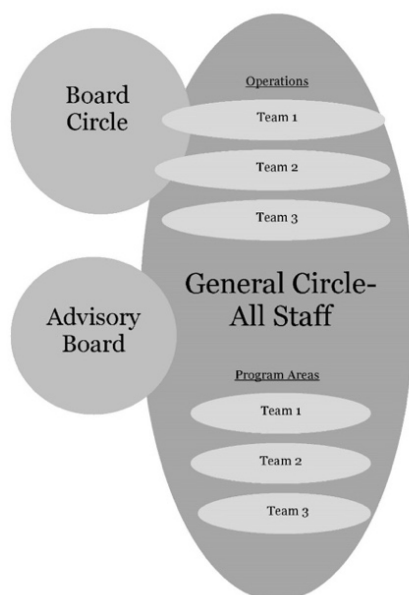 Board
Circle
Operations
Team 1
Team 2
Team 3
General Circle-
All Staff
Advisory
Board
Program Areas
Team 1
Team 2
Team 3